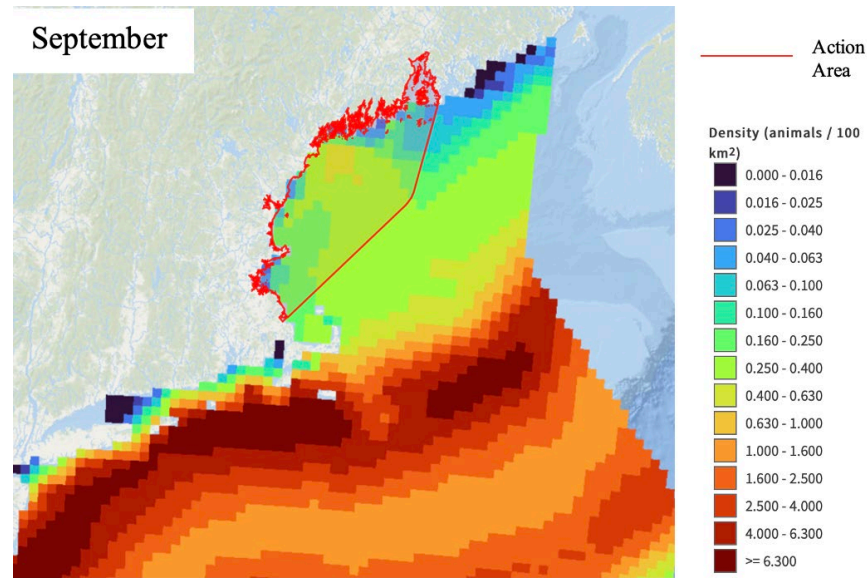 September
Action
Area
Density (animals / 100
km²)
0.000 - 0.016
0.016 - 0.025
0.025 - 0.040
0.040 - 0.063
0.063 - 0.100
0.100 - 0.160
0.160 - 0.250
0.250 - 0.400
0.400 - 0.630
0.630 - 1.000
1.000 - 1.600
1.600 - 2.500
2.500 - 4.000
4.000 - 6.300
>= 6.300